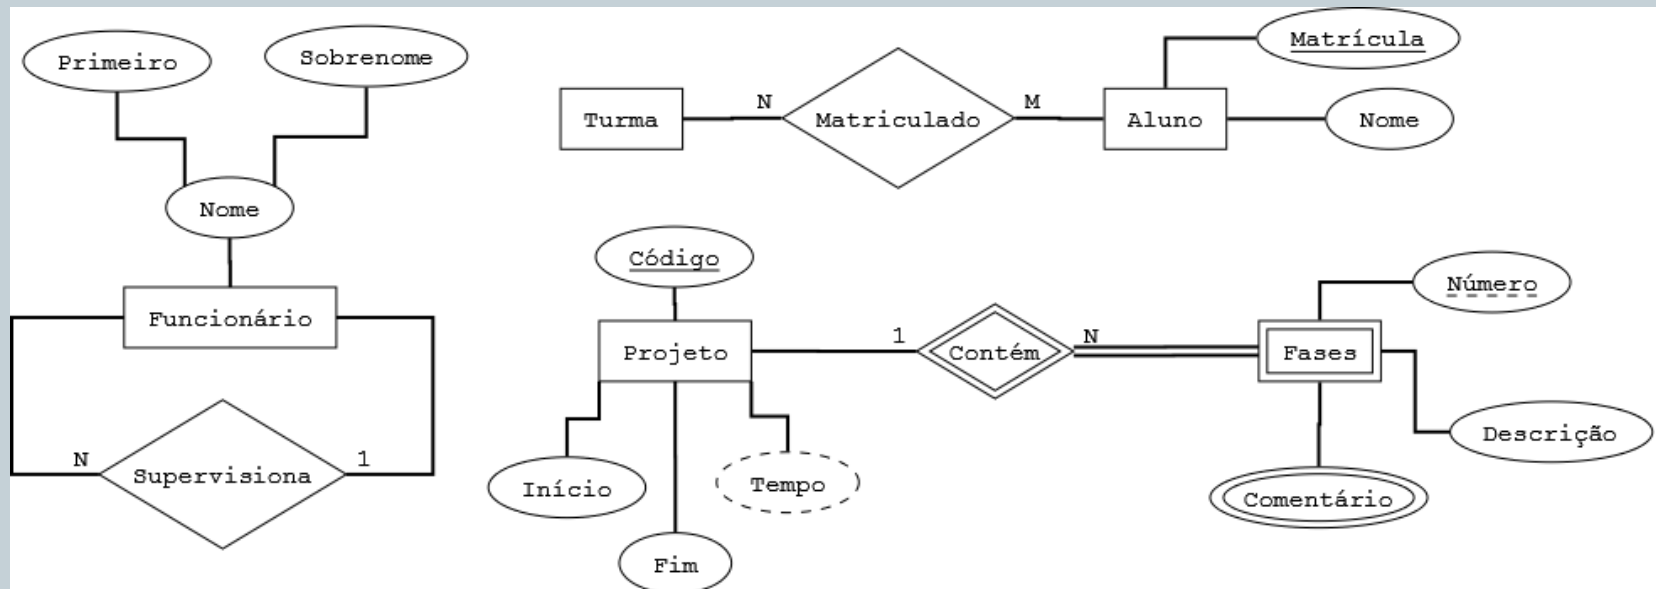 Primeiro
Sobrenome
Nome
Funcionário
N
Supervisiona
1
Turma
N
Matriculado
M
Aluno
Matrícula
Nome
Código
Projeto
Início
Fim
Tempo
1
Contém
N
Fases
Número
Descrição
Comentário